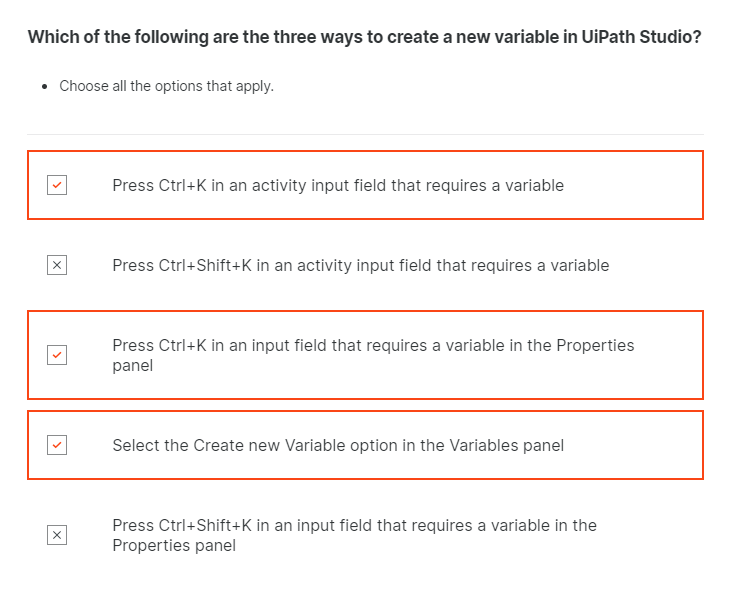 Which of the following are the three ways to create a new variable in UiPath Studio?
• Choose all the options that apply.
Press Ctrl+K in an activity input field that requires a variable
Press Ctrl+Shift+K in an activity input field that requires a variable
Press Ctrl+K in an input field that requires a variable in the Properties
panel
Select the Create new Variable option in the Variables panel
Press Ctrl+Shift+K in an input field that requires a variable in the
Properties panel